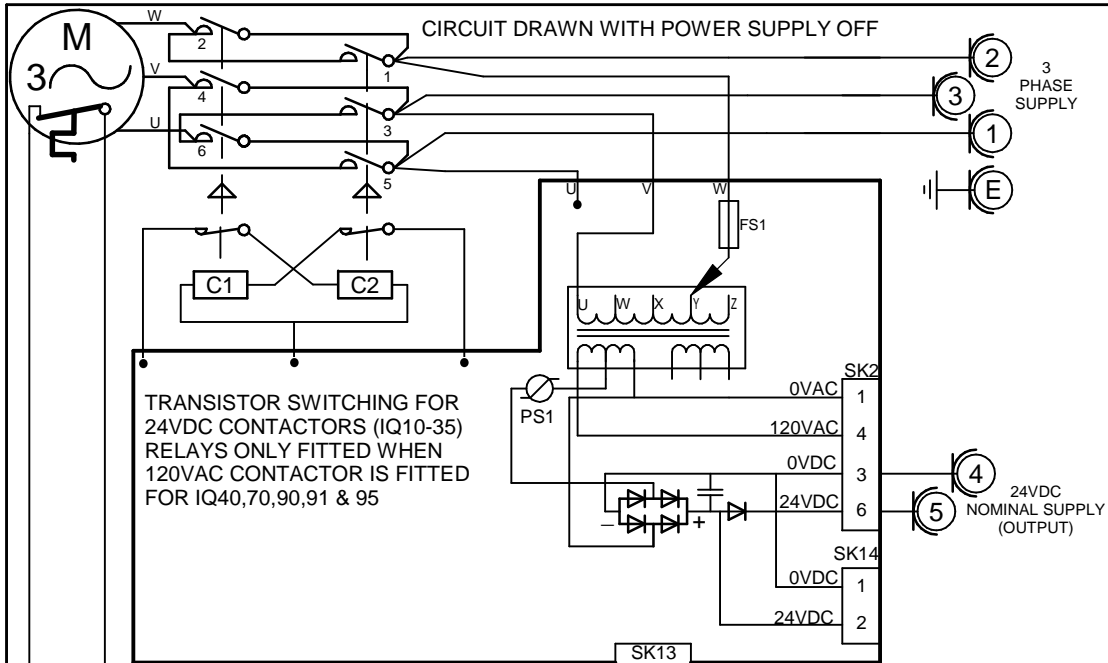 CIRCUIT DRAWN WITH POWER SUPPLY OFF
W
M
3
V
U
2
4
6
1
3
5
2
3
1
E
3
PHASE
SUPPLY
U
V
W
FS1
C1
C2
U
W
X
Y
Z
PS1
TRANSISTOR SWITCHING FOR
24VDC CONTACTORS (IQ10-35)
RELAYS ONLY FITTED WHEN
120VAC CONTACTOR IS FITTED
FOR IQ40,70,90,91 & 95
SK2
0VAC 1
120VAC 4
0VDC 3
24VDC 6
− +
4
5
24VDC
NOMINAL SUPPLY
(OUTPUT)
SK14
0VDC 1
24VDC 2
SK13